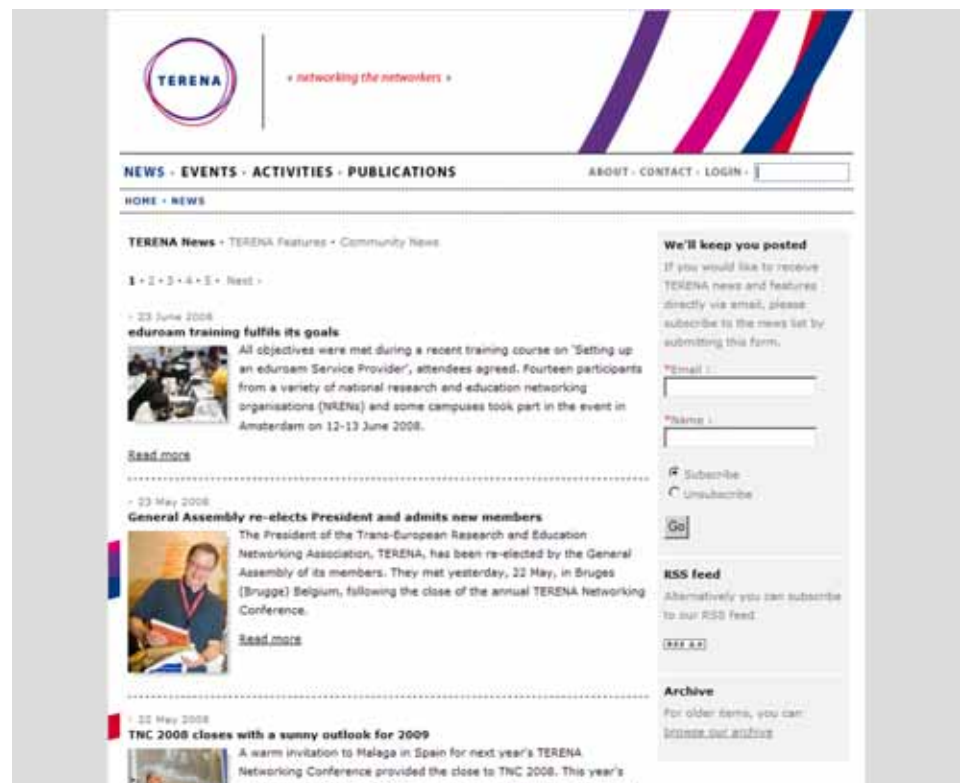 TERENA
« networking the networkers »
NEWS • EVENTS • ACTIVITIES • PUBLICATIONS
ABOUT • CONTACT • LOGIN •
HOME • NEWS
TERENA News • TERENA Features • Community News
1 • 2 • 3 • 4 • 5 • Next ›
- 23 June 2008
eduroam training fulfils its goals
All objectives were met during a recent training course on 'Setting up
an eduroam Service Provider', attendees agreed. Fourteen participants
from a variety of national research and education networking
organisations (NRENs) and some campuses took part in the event in
Amsterdam on 12-13 June 2008.
Read more
- 23 May 2008
General Assembly re-elects President and admits new members
The President of the Trans-European Research and Education
Networking Association, TERENA, has been re-elected by the General
Assembly of its members. They met yesterday, 22 May, in Bruges
(Brugge) Belgium, following the close of the annual TERENA Networking
Conference.
Read more
- 22 May 2008
TNC 2008 closes with a sunny outlook for 2009
A warm invitation to Malaga in Spain for next year's TERENA
Networking Conference provided the close to TNC 2008. This year's
We'll keep you posted
If you would like to receive
TERENA news and features
directly via email, please
subscribe to the news list by
submitting this form.
*Email :
*Name :
Subscribe
Unsubscribe
Go
RSS feed
Alternatively you can subscribe
to our RSS feed
RSS 2.0
Archive
For older items, you can
browse our archive